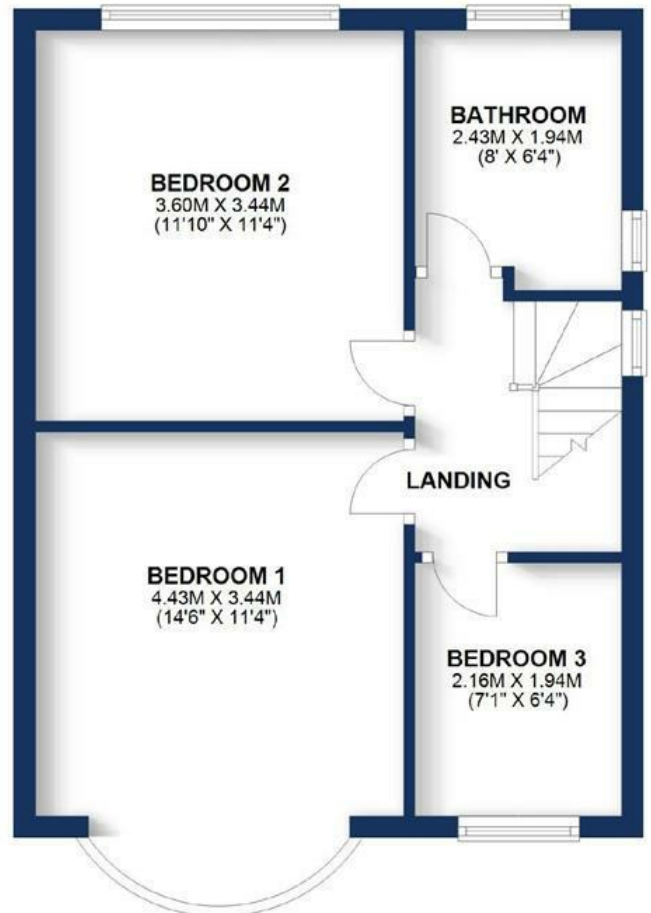 BEDROOM 2
3.60M X 3.44M
(11'10" X 11'4")
BATHROOM
2.43M X 1.94M
(8' X 6'4")
LANDING
BEDROOM 1
4.43M X 3.44M
(14'6" X 11'4")
BEDROOM 3
2.16M X 1.94M
(7'1" X 6'4")